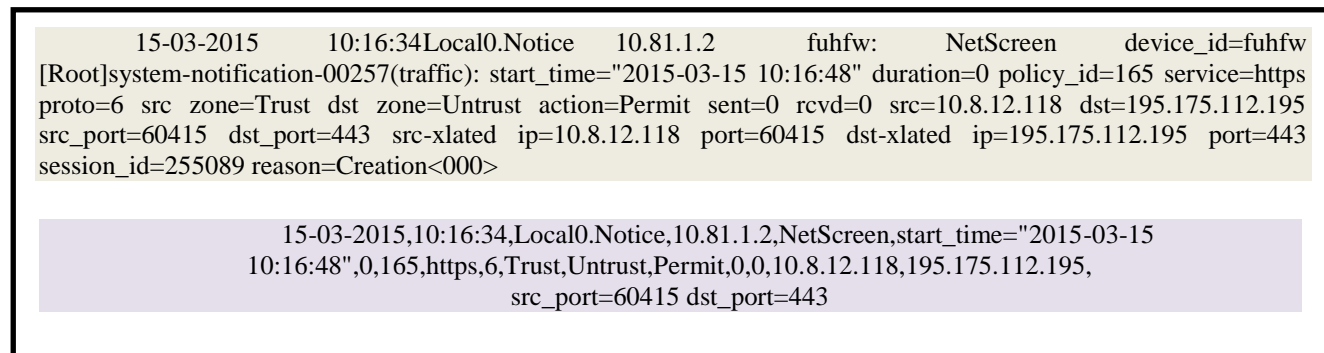 15-03-2015 10:16:34Local0.Notice 10.81.1.2 fuhfw: NetScreen device_id=fuhfw
[Root]system-notification-00257(traffic): start_time="2015-03-15 10:16:48" duration=0 policy_id=165 service=https
proto=6 src zone=Trust dst zone=Untrust action=Permit sent=0 rcvd=0 src=10.8.12.118 dst=195.175.112.195
src_port=60415 dst_port=443 src-xlated ip=10.8.12.118 port=60415 dst-xlated ip=195.175.112.195 port=443
session_id=255089 reason=Creation<000>
15-03-2015,10:16:34,Local0.Notice,10.81.1.2,NetScreen,start_time="2015-03-15
10:16:48",0,165,https,6,Trust,Untrust,Permit,0,0,10.8.12.118,195.175.112.195,
src_port=60415 dst_port=443